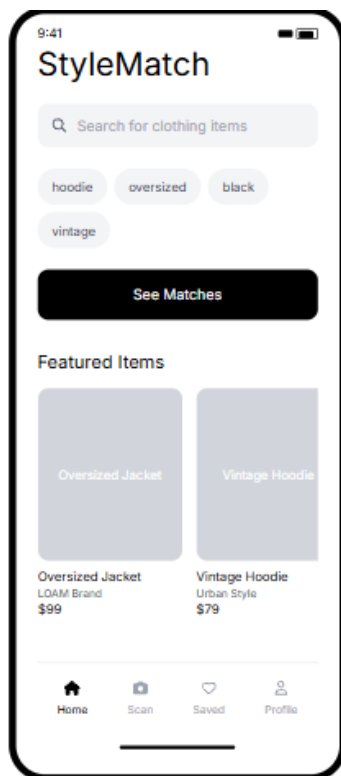 9:41
StyleMatch
Search for clothing items
hoodie oversized black
vintage
See Matches
Featured Items
Oversized Jacket Vintage Hoodie
Oversized Jacket Vintage Hoodie
LOAM Brand Urban Style
$99 $79
Home Scan Saved Profile